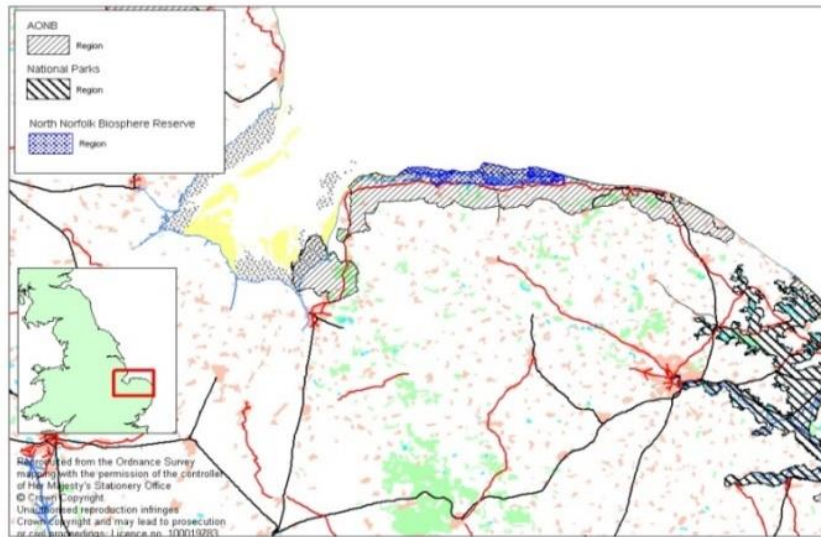 AONB
Region
National Parks
Region
North Norfolk Biosphere Reserve
Region
Reproduced from the Ordnance Survey
mapping with the permission of the controller
of Her Majesty's Stationery Office
© Crown Copyright
Unauthorised reproduction infringes
Crown copyright and may lead to prosecution
or civil proceedings: Licence no. 100019783